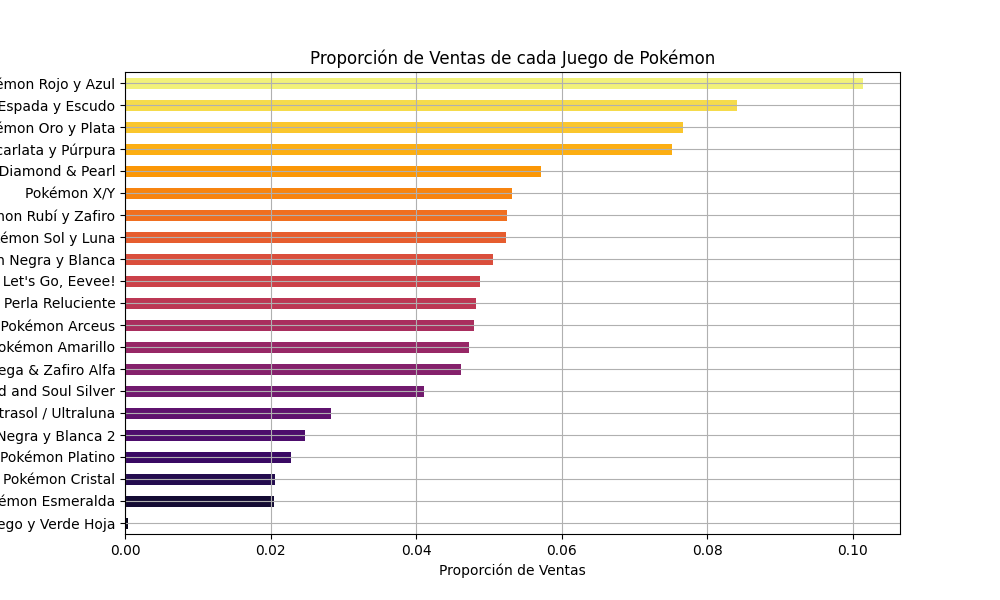 Proporción de Ventas de cada Juego de Pokémon
émon Rojo y Azul
Espada y Escudo
émon Oro y Plata
carlata y Púrpura
Diamond & Pearl
Pokémon X/Y
non Rubí y Zafiro
émon Sol y Luna
n Negra y Blanca
Let's Go, Eevee!
Perla Reluciente
Pokémon Arceus
okémon Amarillo
ega & Zafiro Alfa
d and Soul Silver
trasol / Ultraluna
Negra y Blanca 2
Pokémon Platino
Pokémon Cristal
émon Esmeralda
ego y Verde Hoja
0.00 0.02 0.04 0.06 0.08 0.10
Proporción de Ventas